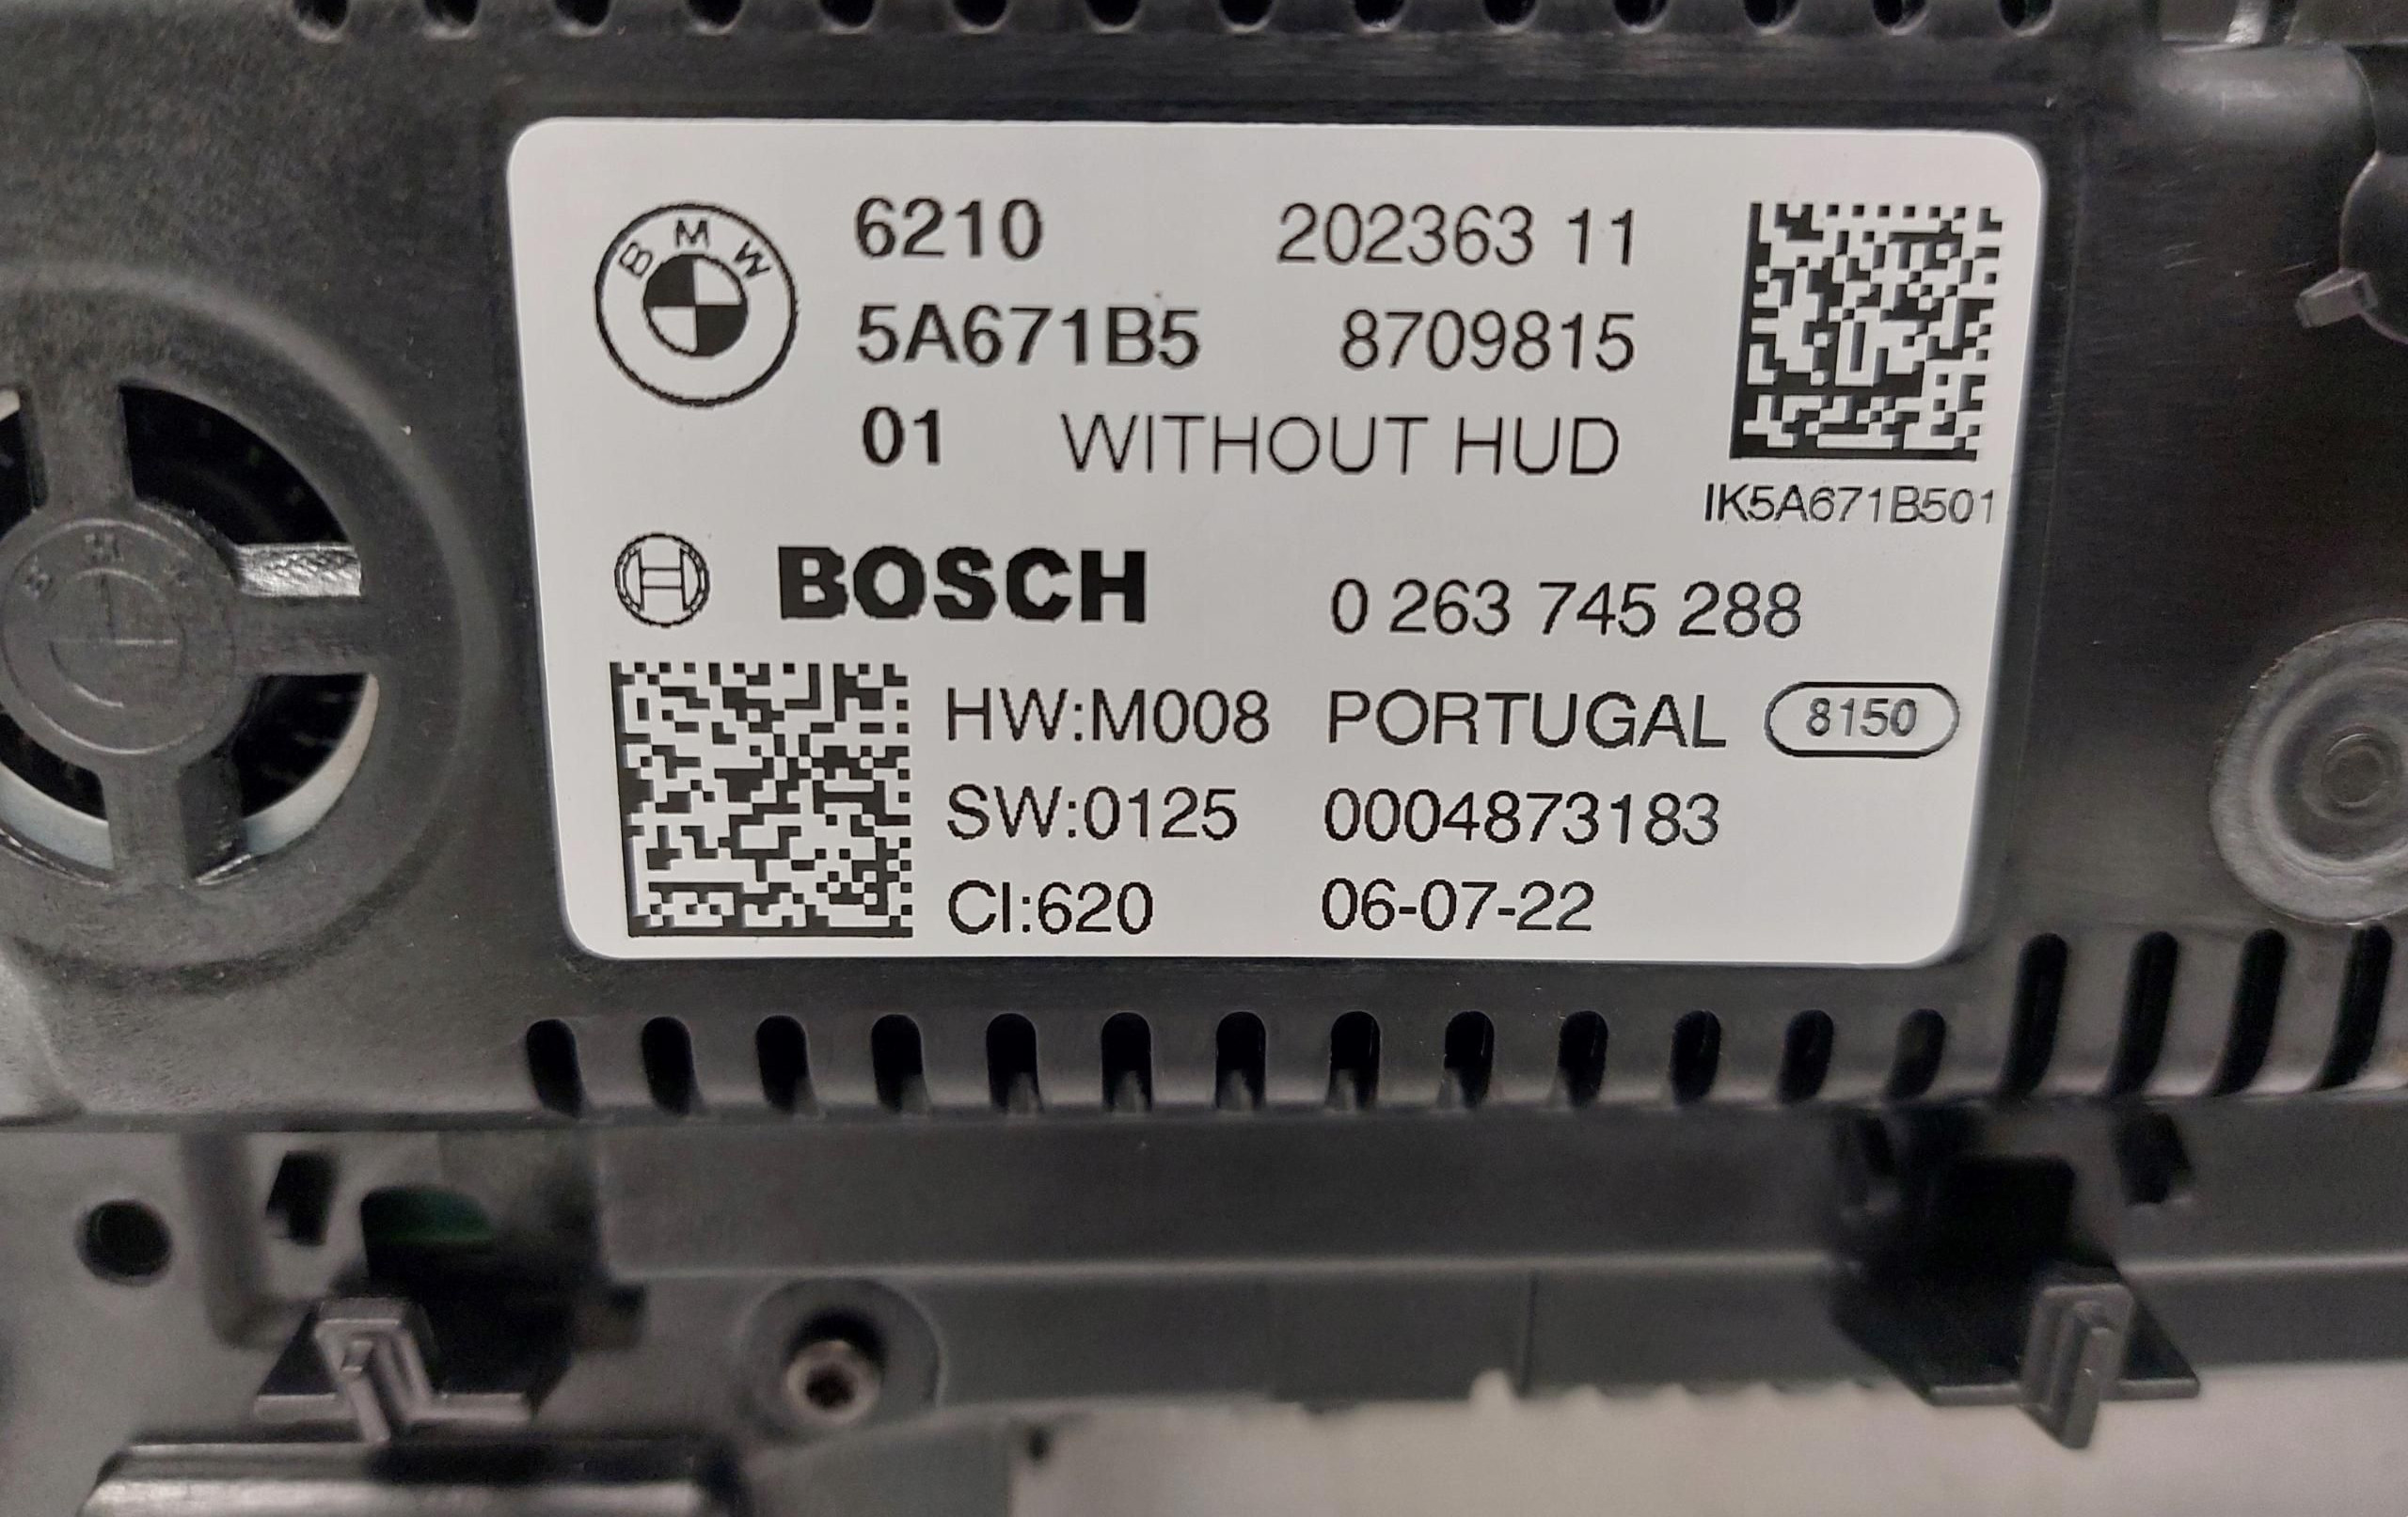 BMW
6210 202363 11
5A671B5 8709815
01 WITHOUT HUD
IK5A671B501
BOSCH 0 263 745 288
HW:M008 PORTUGAL 8150
SW:0125 0004873183
CI:620 06-07-22